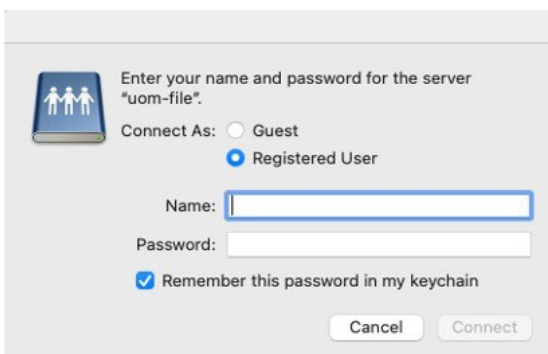 Enter your name and password for the server
“uom-file”.
Connect As: Guest
Registered User
Name:
Password:
Remember this password in my keychain
Cancel Connect